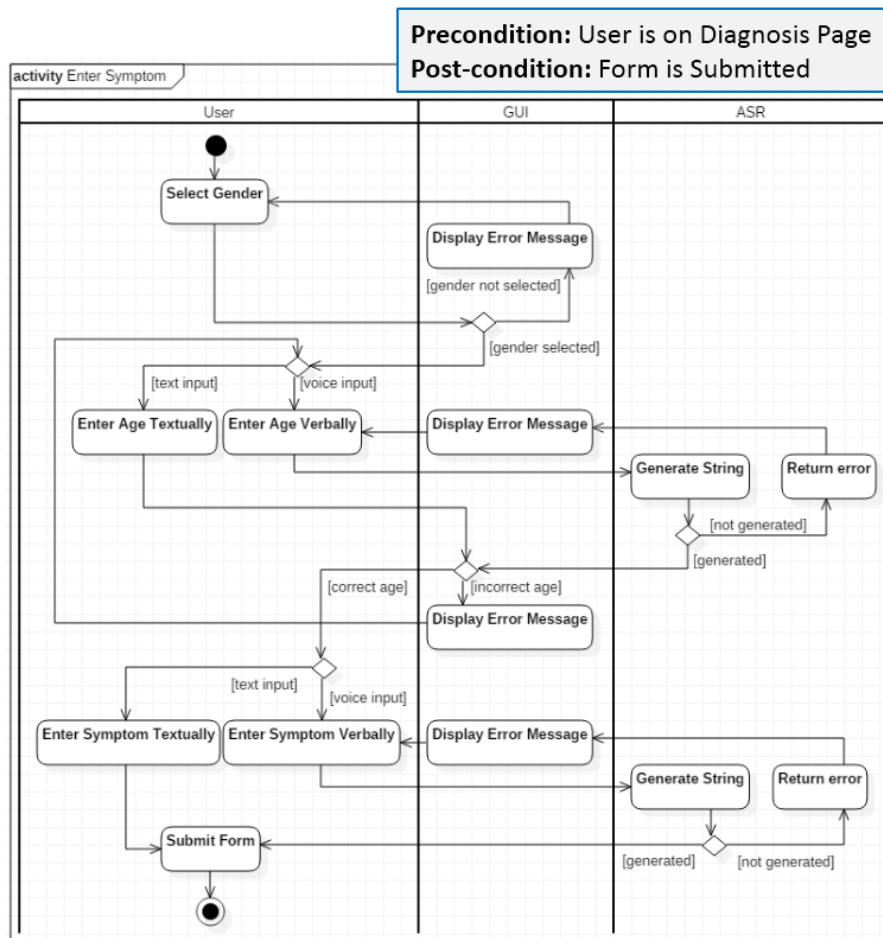 Precondition: User is on Diagnosis Page
Post-condition: Form is Submitted
activity Enter Symptom
User
GUI
ASR
Select Gender
Display Error Message
[gender not selected]
[gender selected]
[text input]
[voice input]
Enter Age Textually
Enter Age Verbally
Display Error Message
Generate String
Return error
[not generated]
[generated]
[correct age]
[incorrect age]
Display Error Message
[text input]
[voice input]
Enter Symptom Textually
Enter Symptom Verbally
Display Error Message
Generate String
Return error
Submit Form
[generated]
[not generated]